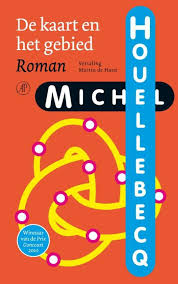 De kaart en
het gebied
Roman
Vertaling
Martin de Haan
MICHEL
HOUELLEBECQ
Winnaar
van de Prix
Goncourt
2010